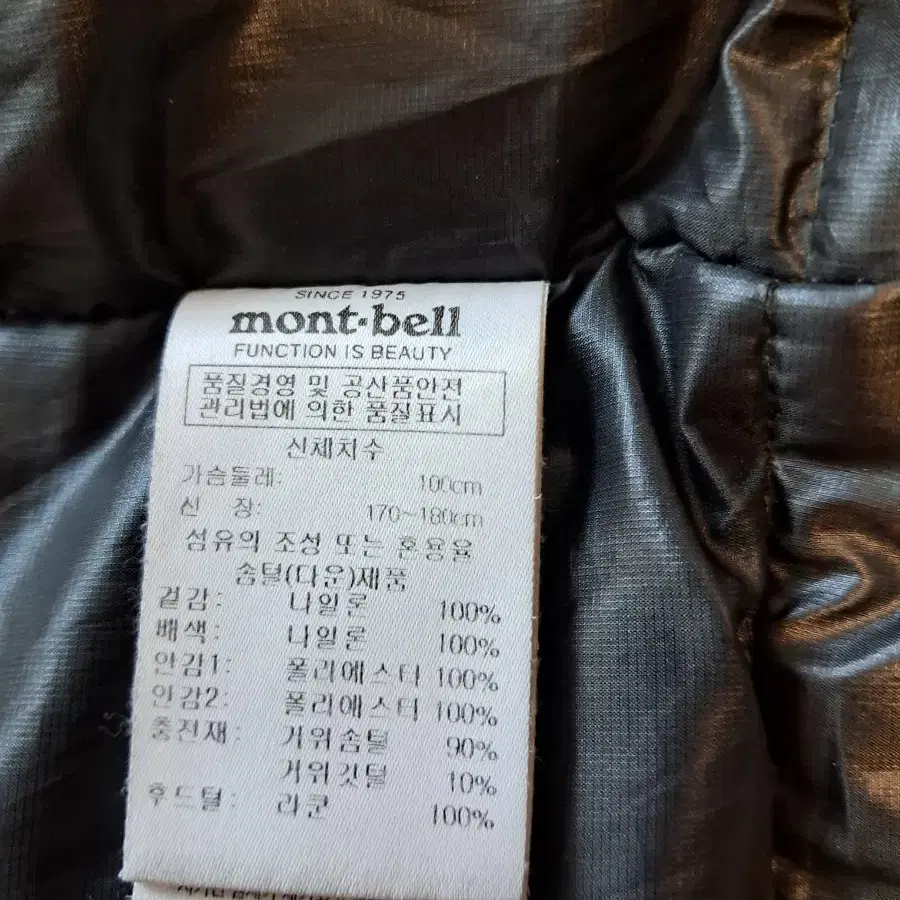 SINCE 1975
mont-bell
FUNCTION IS BEAUTY
품질경영 및 공산품안전
관리법에 의한 품질표시
신체치수
가슴둘레: 100cm
신 장: 170~180cm
섬유의 조성 또는 혼용율
솜털(다운)제품
겉감: 나일론 100%
배색: 나일론 100%
안감1: 폴리에스터 100%
안감2: 폴리에스터 100%
충전재: 거위솜털 90%
거위깃털 10%
후드털: 라쿤 100%